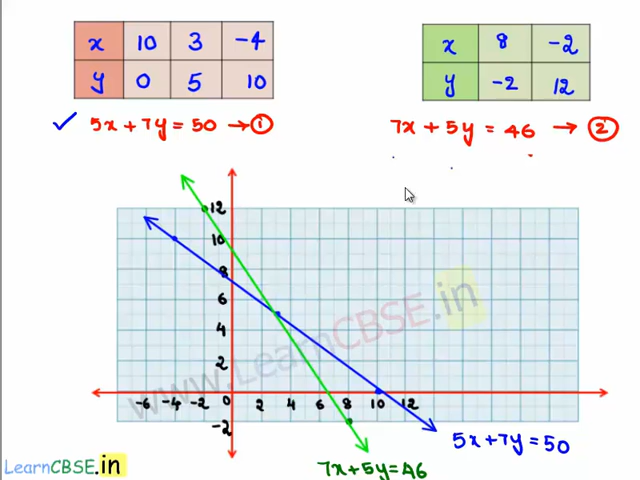 x 10 3 -4
y 0 5 10
x 8 -2
y -2 12
✓ 5x + 7y = 50 → ①
7x + 5y = 46 → ②
12
10
8
6
4
2
-6 -4 -2 0 2 4 6 8 10 12
-2
www.LearnCBSE.in
5x + 7y = 50
7x + 5y = 46
LearnCBSE.in